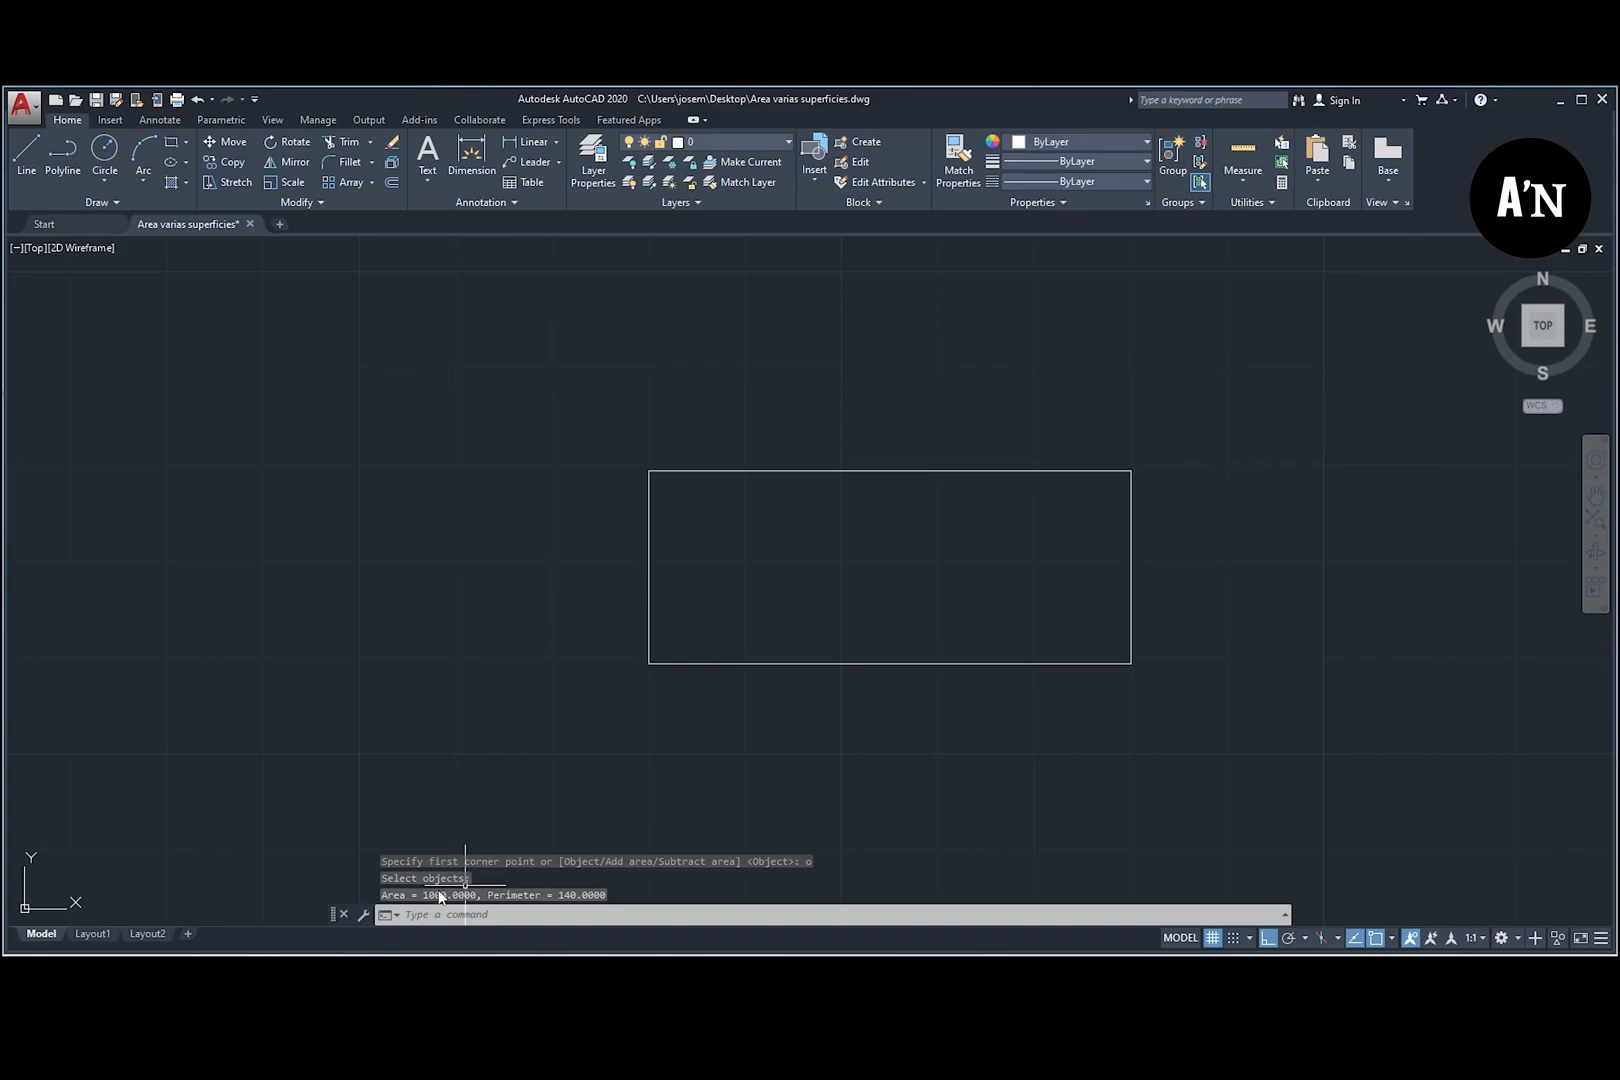 Autodesk AutoCAD 2020 C:\Users\josem\Desktop\Area varias superficies.dwg
Type a keyword or phrase
Sign In
Home Insert Annotate Parametric View Manage Output Add-ins Collaborate Express Tools Featured Apps
Line
Polyline
Circle
Arc
Draw
Move Rotate Trim
Copy Mirror Fillet
Stretch Scale Array
Modify
Text
Dimension
Linear
Leader
Table
Annotation
Layer
Properties
0
Make Current
Match Layer
Layers
Insert
Create
Edit
Edit Attributes
Block
Match
Properties
ByLayer
ByLayer
ByLayer
Properties
Group
Groups
Measure
Utilities
Paste
Clipboard
Base
View
A'N
Start
Area varias superficies*
[−][Top][2D Wireframe]
N
W TOP E
S
WCS
Y
X
Specify first corner point or [Object/Add area/Subtract area] <Object>: o
Select objects:
Area = 1000.0000, Perimeter = 140.0000
Type a command
Model Layout1 Layout2
MODEL
1:1